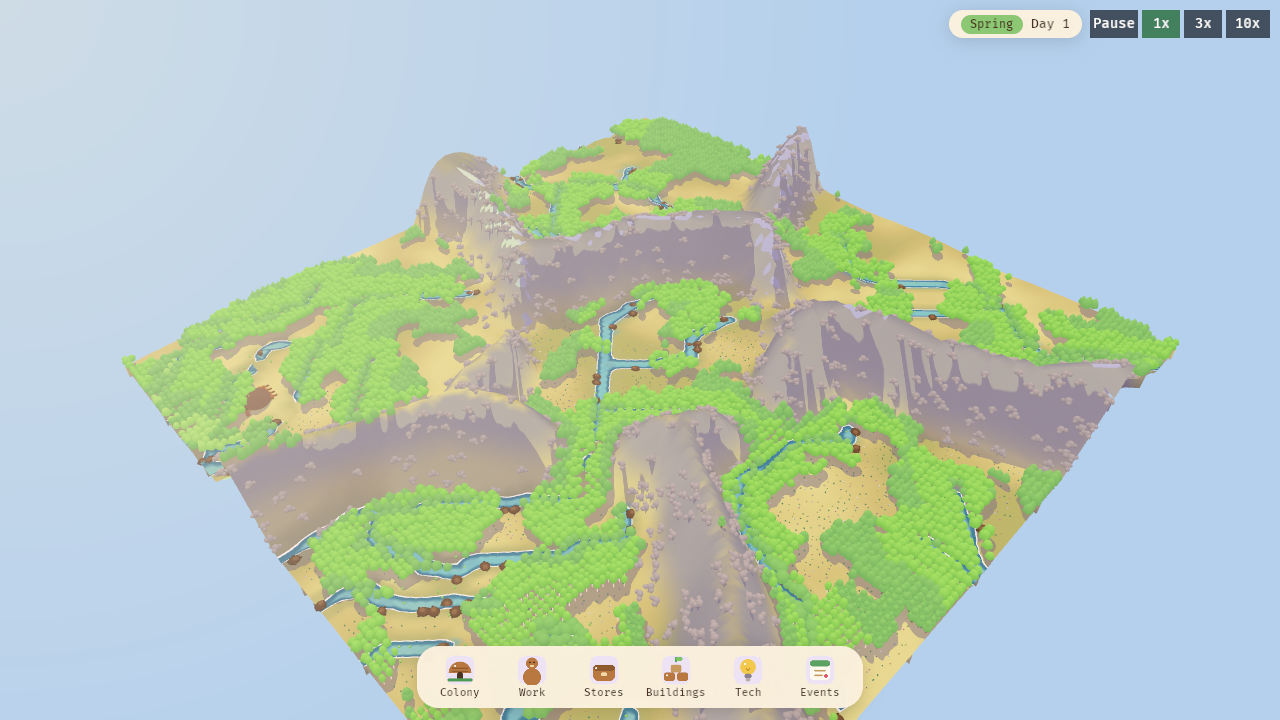 Spring Day 1 Pause 1x 3x 10x
Colony Work Stores Buildings Tech Events